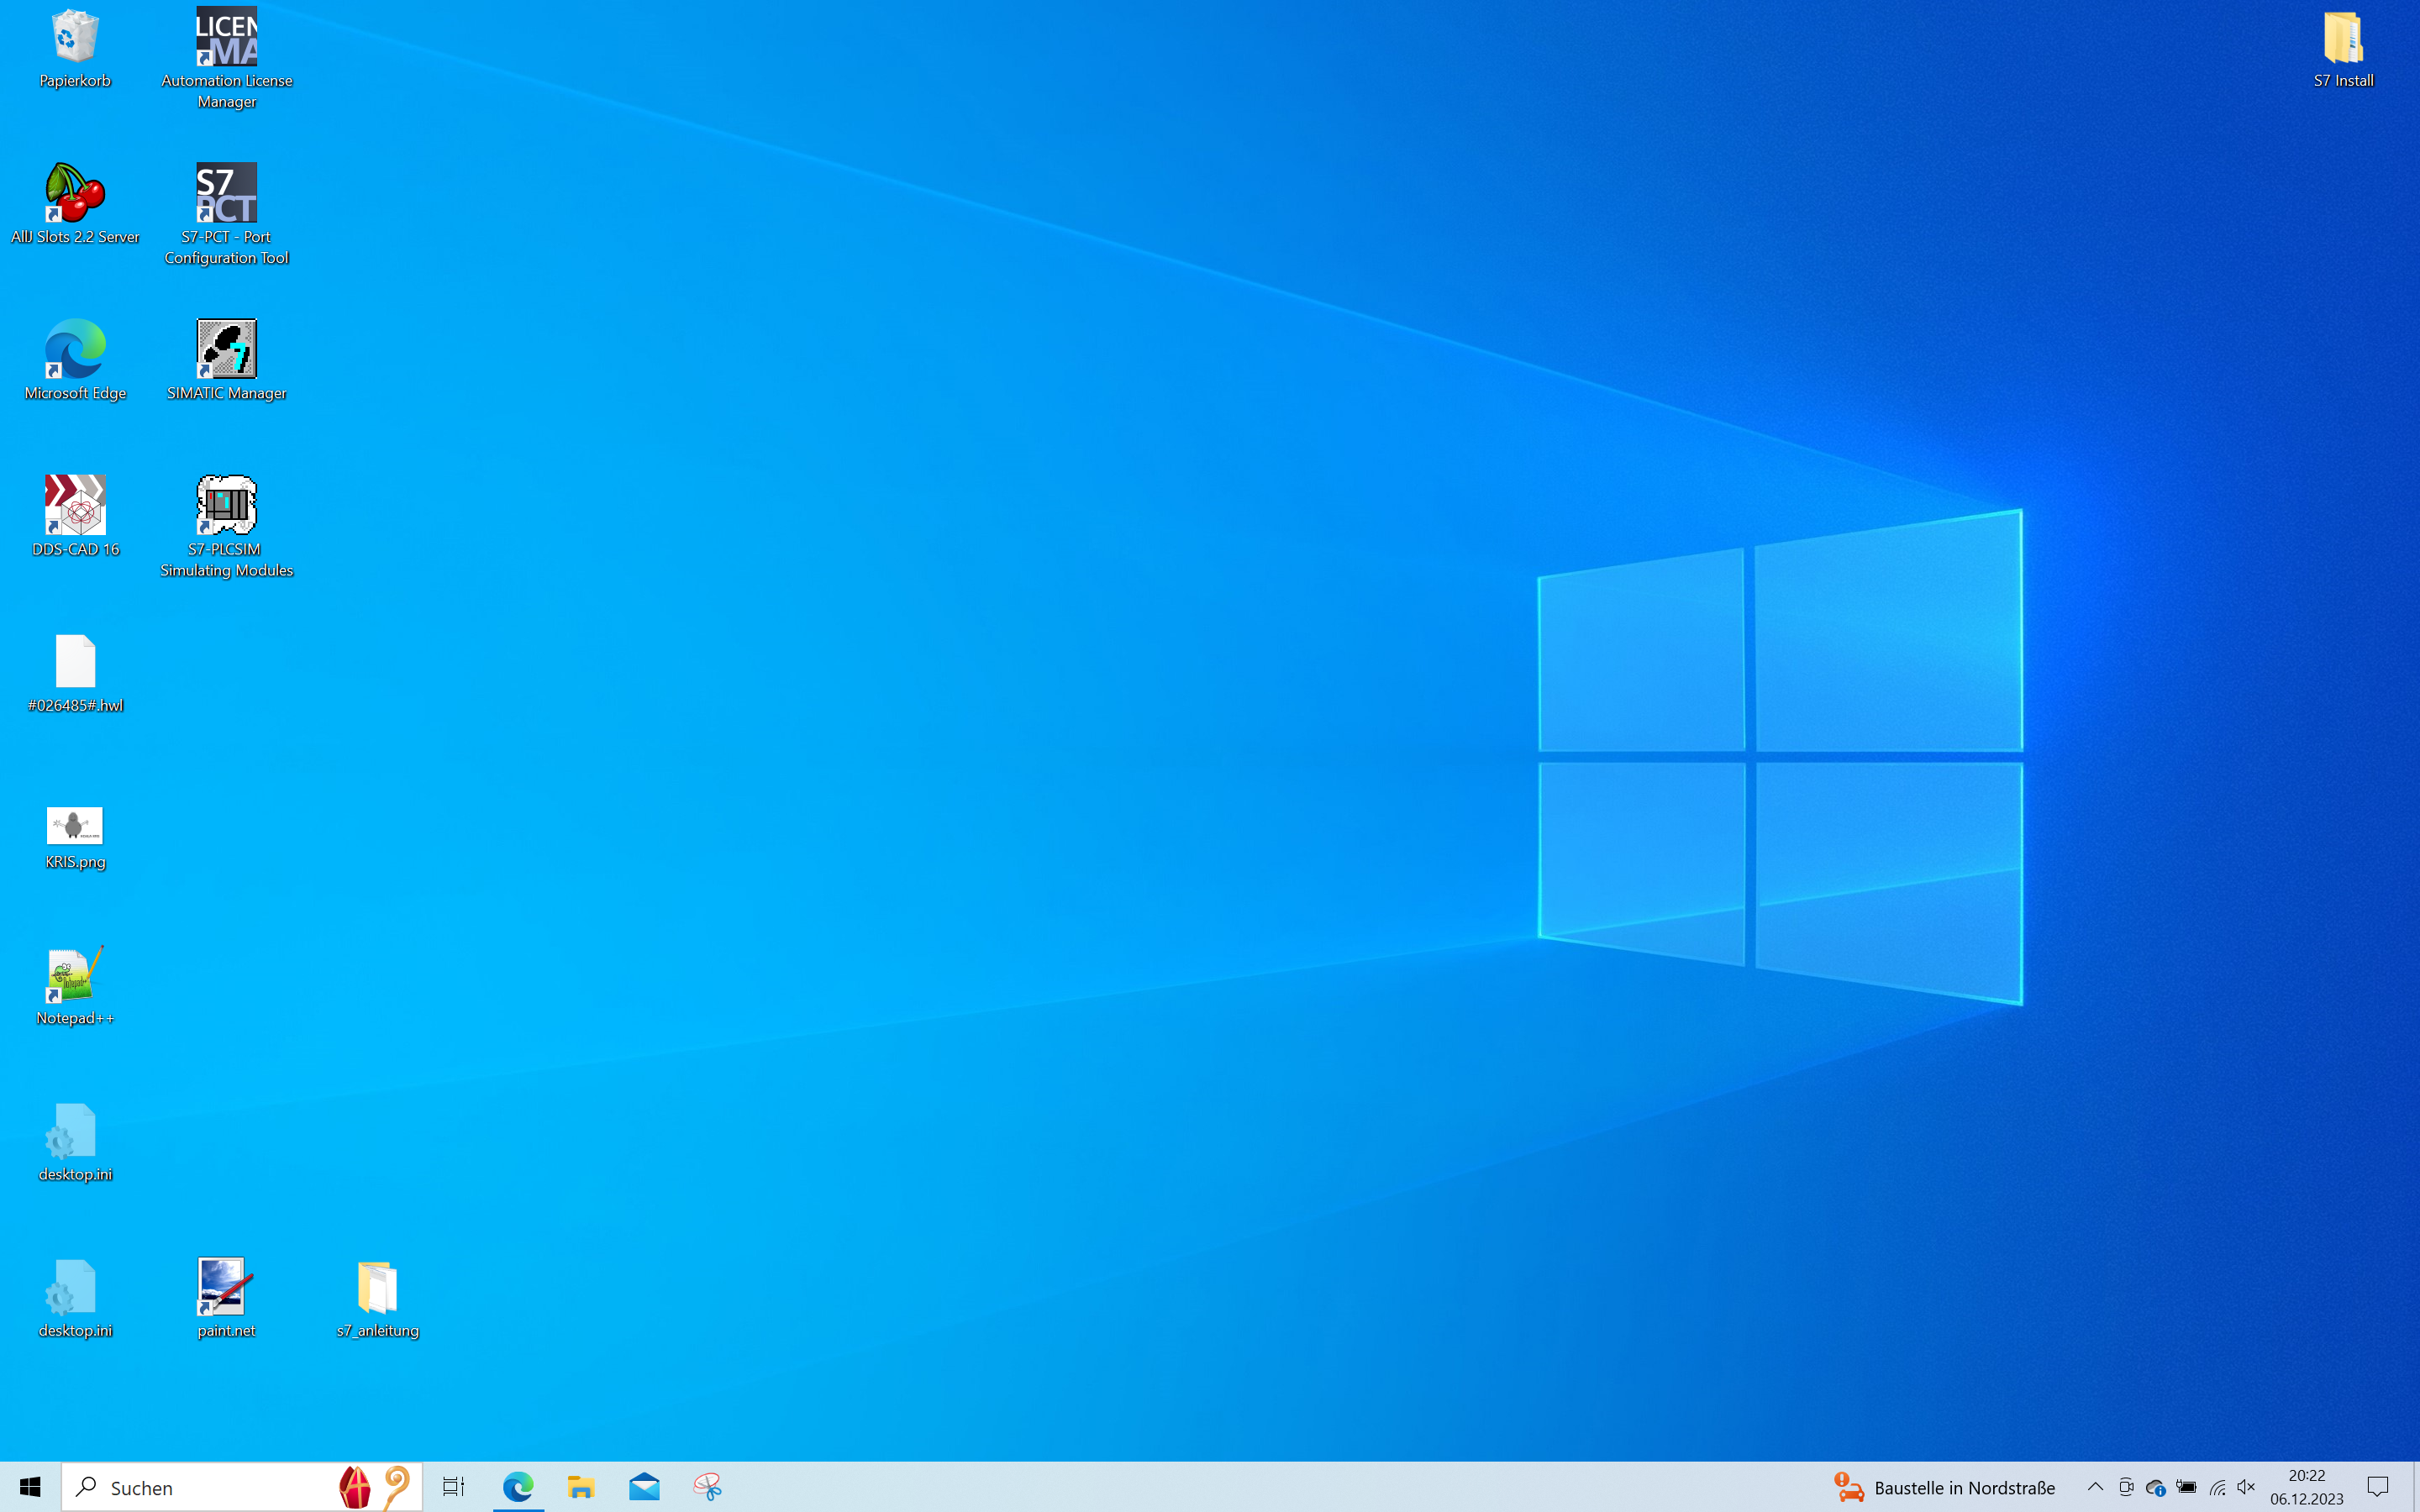 Papierkorb
LICEN
MA
Automation License
Manager
S7 Install
AllJ Slots 2.2 Server
S7
PCT
S7-PCT - Port
Configuration Tool
Microsoft Edge
SIMATIC Manager
DDS-CAD 16
S7-PLCSIM
Simulating Modules
#026485#.hwl
KRIS.png
Notepad++
desktop.ini
desktop.ini
paint.net
s7_anleitung
Suchen
Baustelle in Nordstraße
20:22
06.12.2023